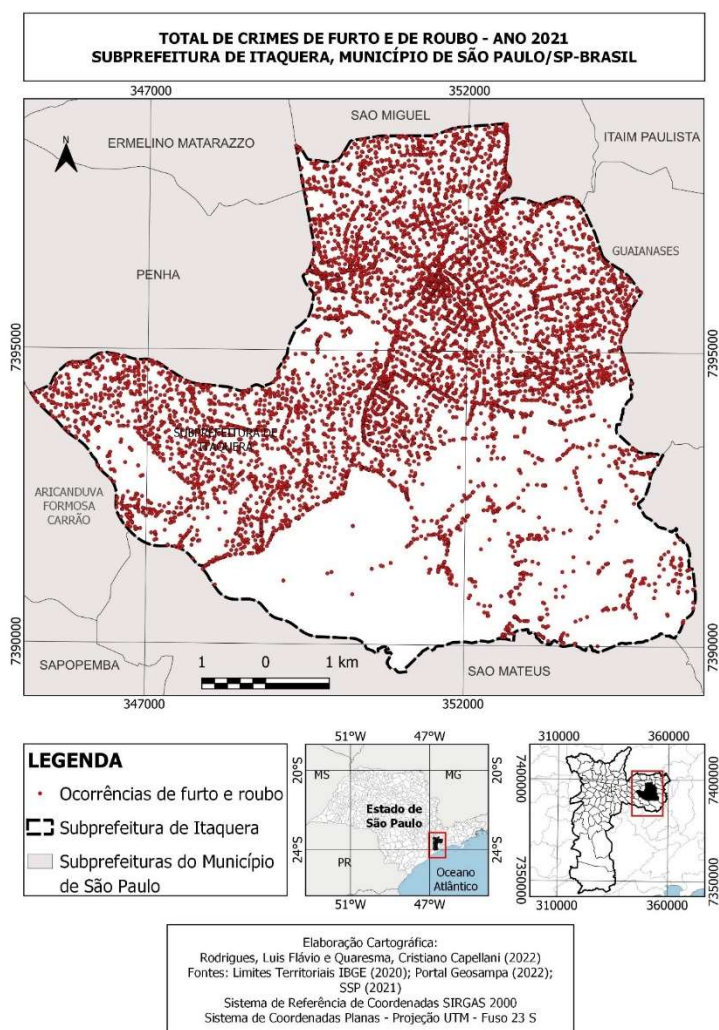 TOTAL DE CRIMES DE FURTO E DE ROUBO - ANO 2021
SUBPREFEITURA DE ITAQUERA, MUNICÍPIO DE SÃO PAULO/SP-BRASIL
347000
352000
SAO MIGUEL
ERMELINO MATARAZZO
ITAIM PAULISTA
N
GUAIANASES
PENHA
7395000
7395000
SUBPREFEITURA DE
ITAQUERA
ARICANDUVA
FORMOSA
CARRÃO
7390000
7390000
SAPOPEMBA
1 0 1 km
SAO MATEUS
347000
352000
LEGENDA
Ocorrências de furto e roubo
Subprefeitura de Itaquera
Subprefeituras do Município
de São Paulo
51°W 47°W
20°S
20°S
MS
MG
Estado de
São Paulo
24°S
24°S
PR
Oceano
Atlântico
51°W 47°W
310000 360000
7400000
7400000
7350000
7350000
310000 360000
Elaboração Cartográfica:
Rodrigues, Luis Flávio e Quaresma, Cristiano Capellani (2022)
Fontes: Limites Territoriais IBGE (2020); Portal Geosampa (2022);
SSP (2021)
Sistema de Referência de Coordenadas SIRGAS 2000
Sistema de Coordenadas Planas - Projeção UTM - Fuso 23 S